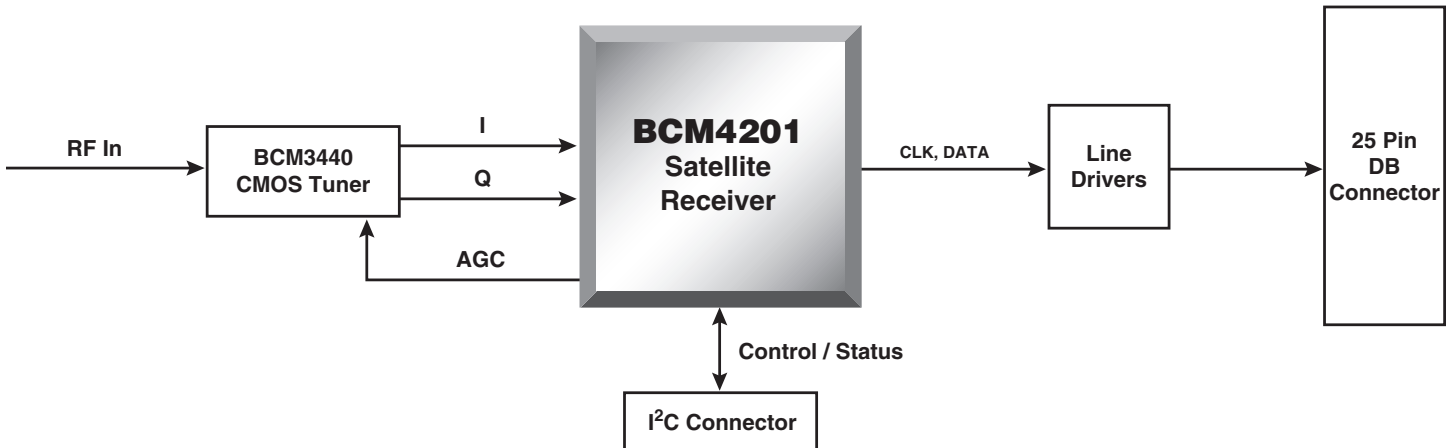 RF In
BCM3440
CMOS Tuner
I
Q
AGC
BCM4201
Satellite
Receiver
CLK, DATA
Line
Drivers
25 Pin
DB
Connector
Control / Status
I²C Connector